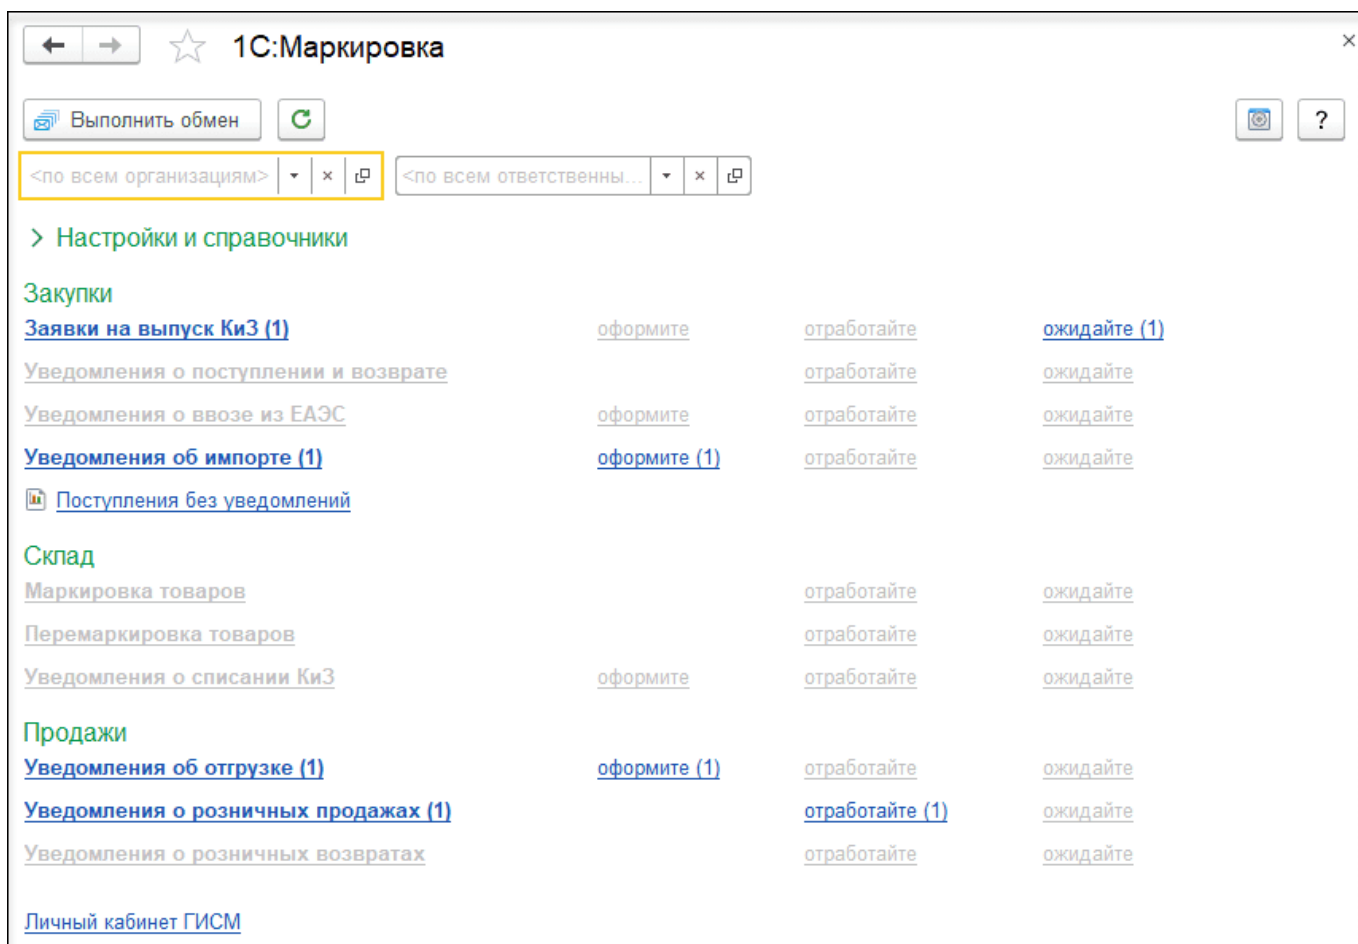 1С:Маркировка
Выполнить обмен ?
<по всем организациям> <по всем ответственны...
Настройки и справочники
Закупки
Заявки на выпуск КиЗ (1) оформите отработайте ожидайте (1)
Уведомления о поступлении и возврате отработайте ожидайте
Уведомления о ввозе из ЕАЭС оформите отработайте ожидайте
Уведомления об импорте (1) оформите (1) отработайте ожидайте
Поступления без уведомлений
Склад
Маркировка товаров отработайте ожидайте
Перемаркировка товаров отработайте ожидайте
Уведомления о списании КиЗ оформите отработайте ожидайте
Продажи
Уведомления об отгрузке (1) оформите (1) отработайте ожидайте
Уведомления о розничных продажах (1) отработайте (1) ожидайте
Уведомления о розничных возвратах отработайте ожидайте
Личный кабинет ГИСМ